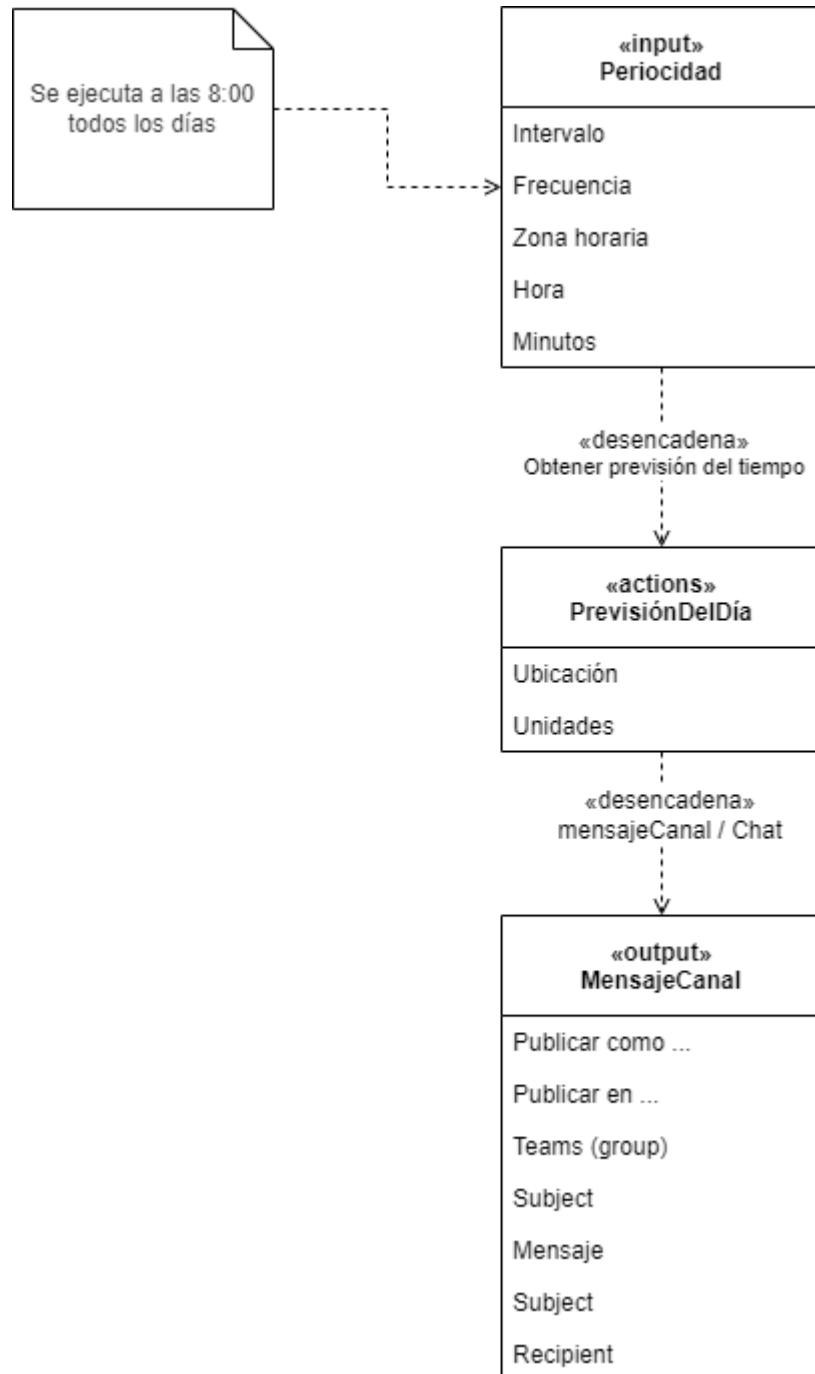 Se ejecuta a las 8:00
todos los días
«input»
Periocidad
Intervalo
Frecuencia
Zona horaria
Hora
Minutos
«desencadena»
Obtener previsión del tiempo
«actions»
PrevisiónDelDía
Ubicación
Unidades
«desencadena»
mensajeCanal / Chat
«output»
MensajeCanal
Publicar como ...
Publicar en ...
Teams (group)
Subject
Mensaje
Subject
Recipient